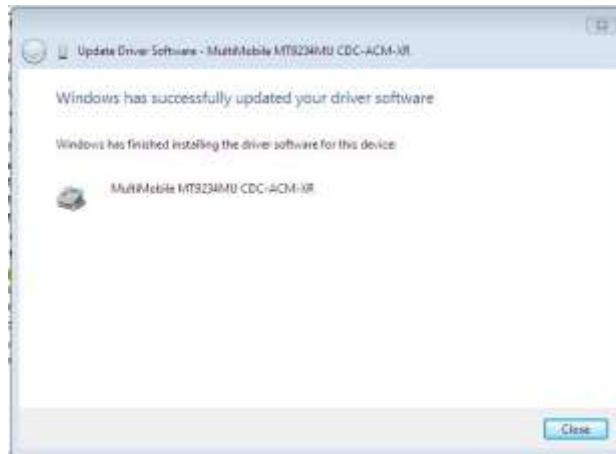 Update Driver Software - MultiMobile MT9234MU CDC-ACM-XR
Windows has successfully updated your driver software
Windows has finished installing the driver software for this device:
MultiMobile MT9234MU CDC-ACM-XR
Close